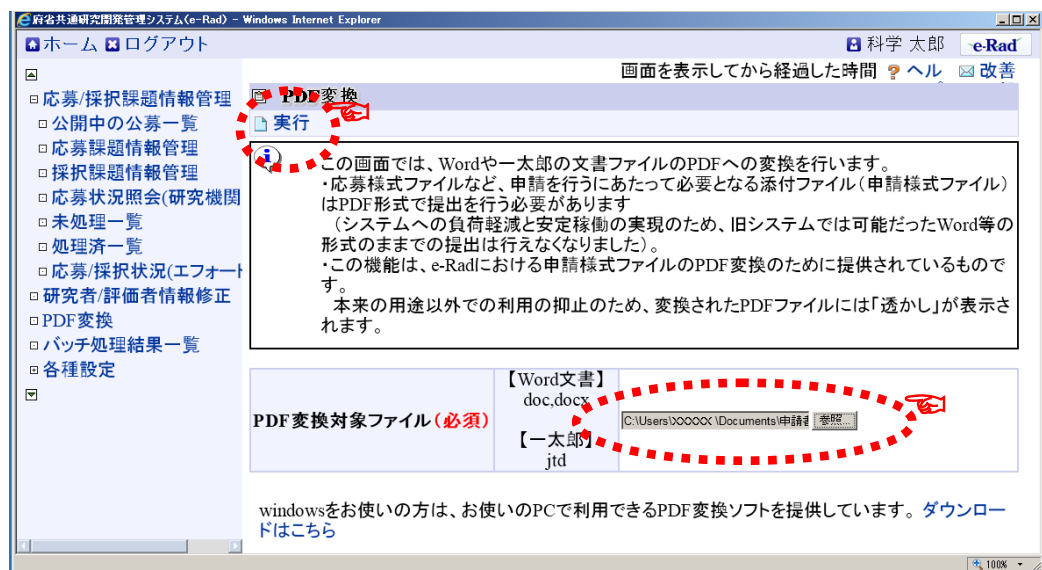 府省共通研究開発管理システム(e-Rad) - Windows Internet Explorer
ホーム ログアウト 科学 太郎 e-Rad
画面を表示してから経過した時間 ヘル 改善
応募/採択課題情報管理
公開中の公募一覧
応募課題情報管理
採択課題情報管理
応募状況照会(研究機関
未処理一覧
処理済一覧
応募/採択状況(エフォート
研究者/評価者情報修正
PDF変換
バッチ処理結果一覧
各種設定
PDF変換
実行
この画面では、Wordや一太郎の文書ファイルのPDFへの変換を行います。
・応募様式ファイルなど、申請を行うにあたって必要となる添付ファイル(申請様式ファイル)
はPDF形式で提出を行う必要があります
(システムへの負荷軽減と安定稼働の実現のため、旧システムでは可能だったWord等の
形式のままでの提出は行えなくなりました)。
・この機能は、e-Radにおける申請様式ファイルのPDF変換のために提供されているもので
す。
本来の用途以外での利用の抑止のため、変換されたPDFファイルには「透かし」が表示さ
れます。
PDF変換対象ファイル(必須)
【Word文書】
doc,docx
【一太郎】
jtd
C:\Users\XXXXX\Documents\申請書 参照...
windowsをお使いの方は、お使いのPCで利用できるPDF変換ソフトを提供しています。ダウンロー
ドはこちら
100%